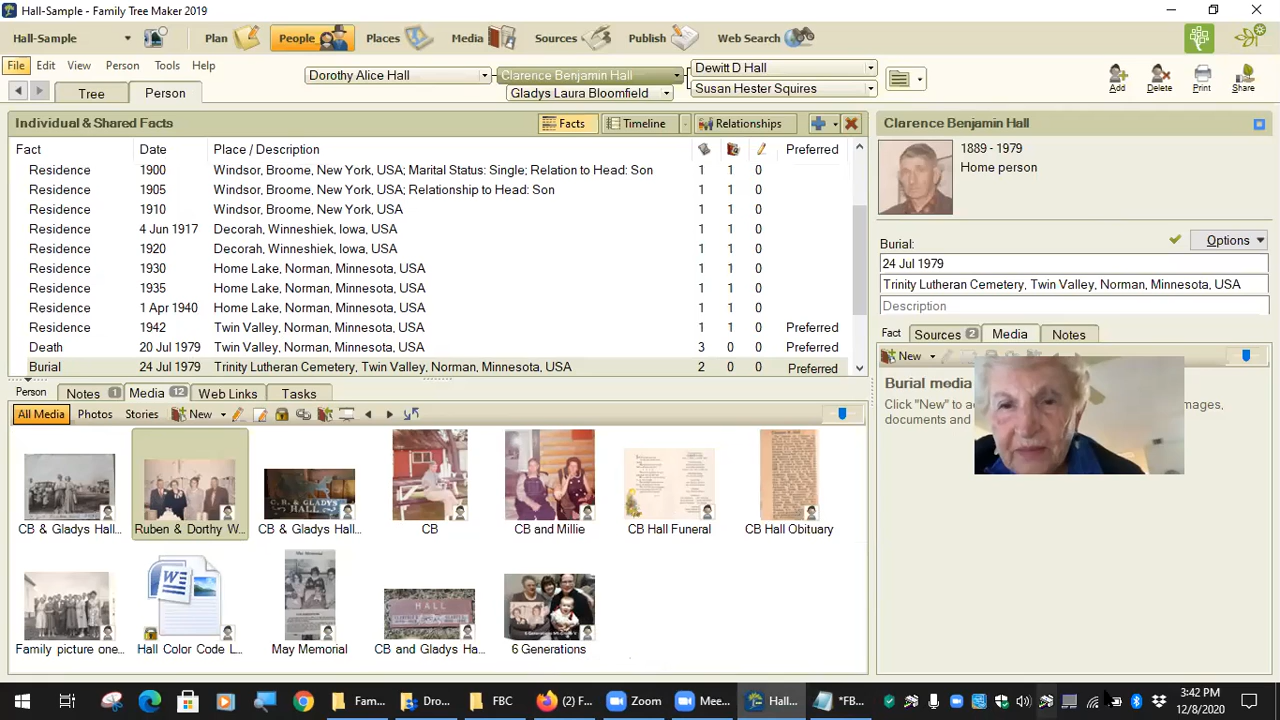 Hall-Sample - Family Tree Maker 2019
Hall-Sample Plan People Places Media Sources Publish Web Search
File Edit View Person Tools Help
Dorothy Alice Hall Clarence Benjamin Hall Dewitt D Hall
Gladys Laura Bloomfield Susan Hester Squires
Add Delete Print Share
Tree Person
Individual & Shared Facts Facts Timeline Relationships
Fact Date Place / Description Preferred
Residence 1900 Windsor, Broome, New York, USA; Marital Status: Single; Relation to Head: Son 1 1 0
Residence 1905 Windsor, Broome, New York, USA; Relationship to Head: Son 1 1 0
Residence 1910 Windsor, Broome, New York, USA 1 1 0
Residence 4 Jun 1917 Decorah, Winneshiek, Iowa, USA 1 1 0
Residence 1920 Decorah, Winneshiek, Iowa, USA 1 1 0
Residence 1930 Home Lake, Norman, Minnesota, USA 1 1 0
Residence 1935 Home Lake, Norman, Minnesota, USA 1 1 0
Residence 1 Apr 1940 Home Lake, Norman, Minnesota, USA 1 1 0
Residence 1942 Twin Valley, Norman, Minnesota, USA 1 1 0 Preferred
Death 20 Jul 1979 Twin Valley, Norman, Minnesota, USA 3 0 0 Preferred
Burial 24 Jul 1979 Trinity Lutheran Cemetery, Twin Valley, Norman, Minnesota, USA 2 0 0 Preferred
Person Notes 1 Media 12 Web Links Tasks
All Media Photos Stories New
C. B. & GLADYS
HALL
CB & Gladys Hall... Ruben & Dorthy W... CB & Gladys Hall... CB CB and Millie CB Hall Funeral CB Hall Obituary
May Memorial
HALL
6 Generations
Family picture one... Hall Color Code L... May Memorial CB and Gladys Ha... 6 Generations
Clarence Benjamin Hall
1889 - 1979
Home person
Burial: Options
24 Jul 1979
Trinity Lutheran Cemetery, Twin Valley, Norman, Minnesota, USA
Description
Fact Sources 2 Media Notes
New
Burial media
Click "New" to a mages,
documents and
Fam... Dro... FBC (2) F... Zoom Mee... Hall... *FB... 3:42 PM
12/8/2020